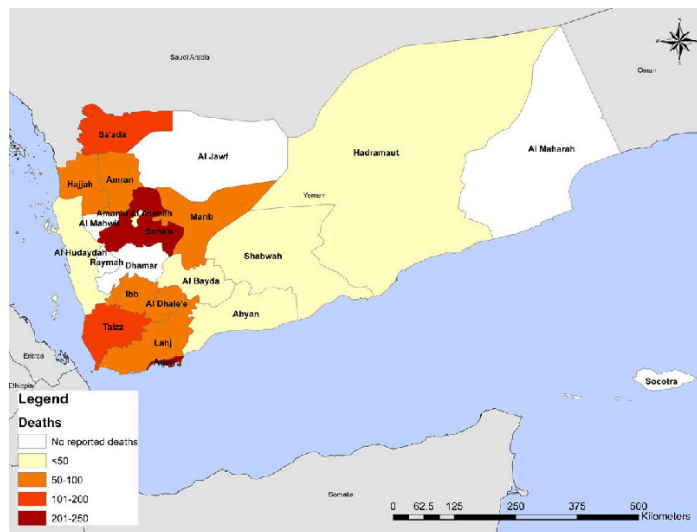 Saudi Arabia
Oman
Sa'ada
Al Jawf
Hadramaut
Al Maharah
Hajjah
Amran
Yemen
Amanat Al Asimah
Marib
Al Mahwit
Sana'a
Al Hudaydah
Shabwah
Raymah
Dhamar
Al Bayda
Ibb
Al Dhale'e
Abyan
Taizz
Lahj
Eritrea
Aden
Socotra
Ethiopia
Legend
Deaths
No reported deaths
<50
50-100
101-200
201-250
Somalia
0 62.5 125 250 375 500
Kilometers